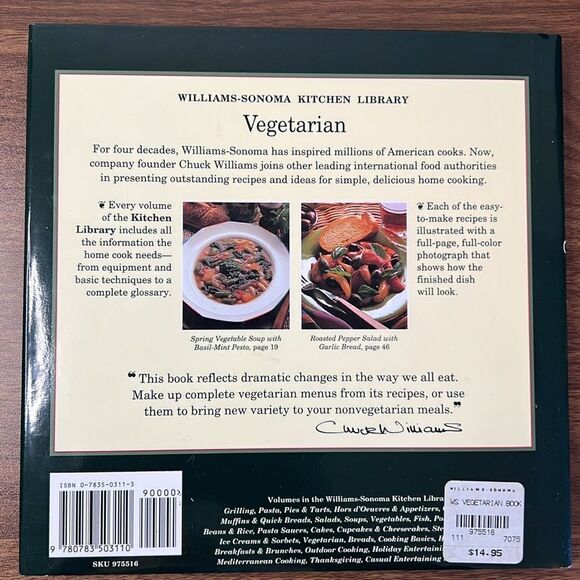 WILLIAMS-SONOMA KITCHEN LIBRARY
Vegetarian
For four decades, Williams-Sonoma has inspired millions of American cooks. Now,
company founder Chuck Williams joins other leading international food authorities
in presenting outstanding recipes and ideas for simple, delicious home cooking.
❦ Every volume
of the Kitchen
Library includes all
the information the
home cook needs—
from equipment and
basic techniques to a
complete glossary.
Spring Vegetable Soup with
Basil-Mint Pesto, page 19
Roasted Pepper Salad with
Garlic Bread, page 46
❦ Each of the easy-
to-make recipes is
illustrated with a
full-page, full-color
photograph that
shows how the
finished dish
will look.
❝This book reflects dramatic changes in the way we all eat.
Make up complete vegetarian menus from its recipes, or use
them to bring new variety to your nonvegetarian meals.❞
Chuck Williams
ISBN 0-7835-0311-3
90000>
9 780783 503110
SKU 975516
Volumes in the Williams-Sonoma Kitchen Librar
Grilling, Pasta, Pies & Tarts, Hors d'Oeuvres & Appetizers,
Muffins & Quick Breads, Salads, Soups, Vegetables, Fish,
Beans & Rice, Pasta Sauces, Cakes, Cupcakes & Cheesecakes,
Ice Creams & Sorbets, Vegetarian, Breads, Cooking Basics,
Breakfasts & Brunches, Outdoor Cooking, Holiday Entertaini
Mediterranean Cooking, Thanksgiving, Casual Entertaining
WILLIAMS-SONOMA
WS VEGETARIAN BOOK
975516
111 7075
$14.95